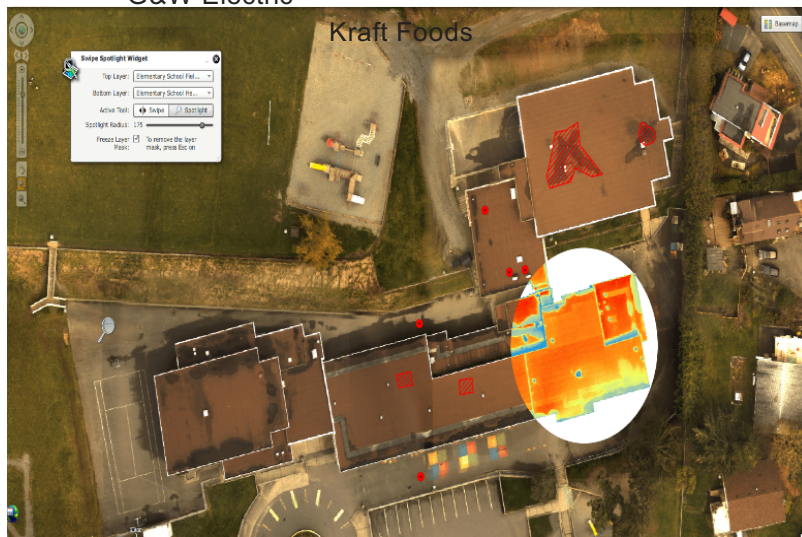 G&W Electric
Kraft Foods
Basemap
Swipe Spotlight Widget
Top Layer: Elementary School Fiel...
Bottom Layer: Elementary School He...
Active Tool: Swipe Spotlight
Spotlight Radius: 175
Freeze Layer Mask: To remove the layer
mask, press Esc on